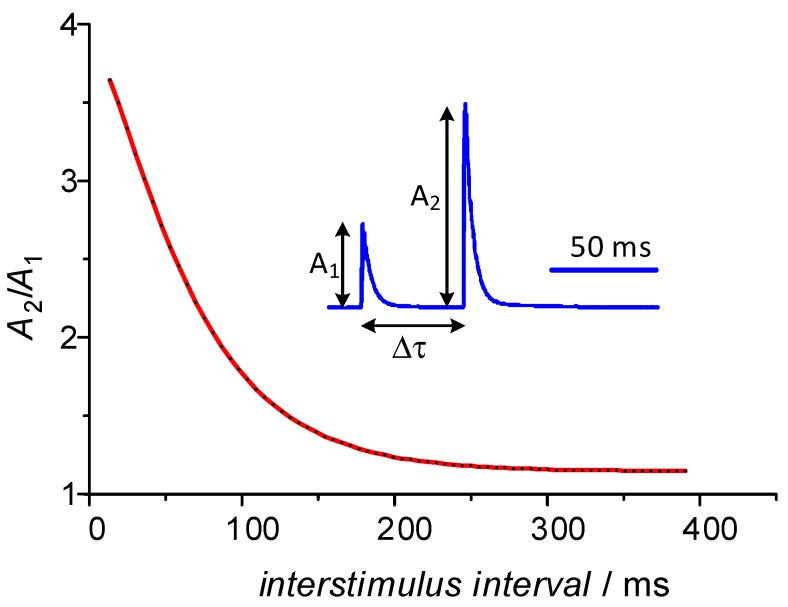 4
3
2
1
A2/A1
0
100
200
300
400
interstimulus interval / ms
A1
A2
50 ms
Δτ